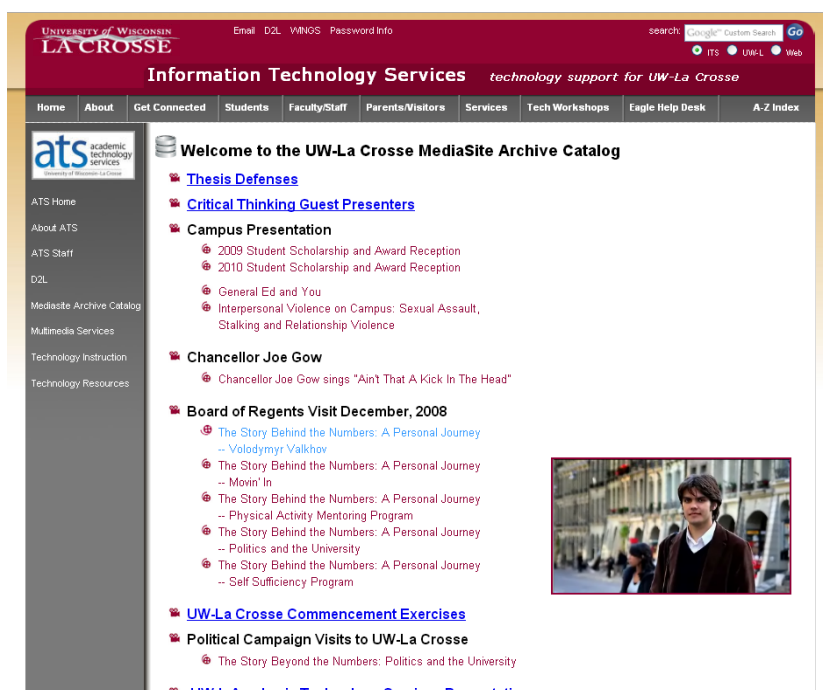 UNIVERSITY of WISCONSIN
LA CROSSE
Email D2L WINGS Password Info
search: Google™ Custom Search Go
ITS UW-L Web
Information Technology Services technology support for UW-La Crosse
Home About Get Connected Students Faculty/Staff Parents/Visitors Services Tech Workshops Eagle Help Desk A-Z Index
ats academic technology services
University of Wisconsin-La Crosse
ATS Home
About ATS
ATS Staff
D2L
Mediasite Archive Catalog
Multimedia Services
Technology Instruction
Technology Resources
Welcome to the UW-La Crosse MediaSite Archive Catalog
Thesis Defenses
Critical Thinking Guest Presenters
Campus Presentation
2009 Student Scholarship and Award Reception
2010 Student Scholarship and Award Reception
General Ed and You
Interpersonal Violence on Campus: Sexual Assault,
Stalking and Relationship Violence
Chancellor Joe Gow
Chancellor Joe Gow sings "Ain't That A Kick In The Head"
Board of Regents Visit December, 2008
The Story Behind the Numbers: A Personal Journey
-- Volodymyr Valkhov
The Story Behind the Numbers: A Personal Journey
-- Movin' In
The Story Behind the Numbers: A Personal Journey
-- Physical Activity Mentoring Program
The Story Behind the Numbers: A Personal Journey
-- Politics and the University
The Story Behind the Numbers: A Personal Journey
-- Self Sufficiency Program
UW-La Crosse Commencement Exercises
Political Campaign Visits to UW-La Crosse
The Story Beyond the Numbers: Politics and the University